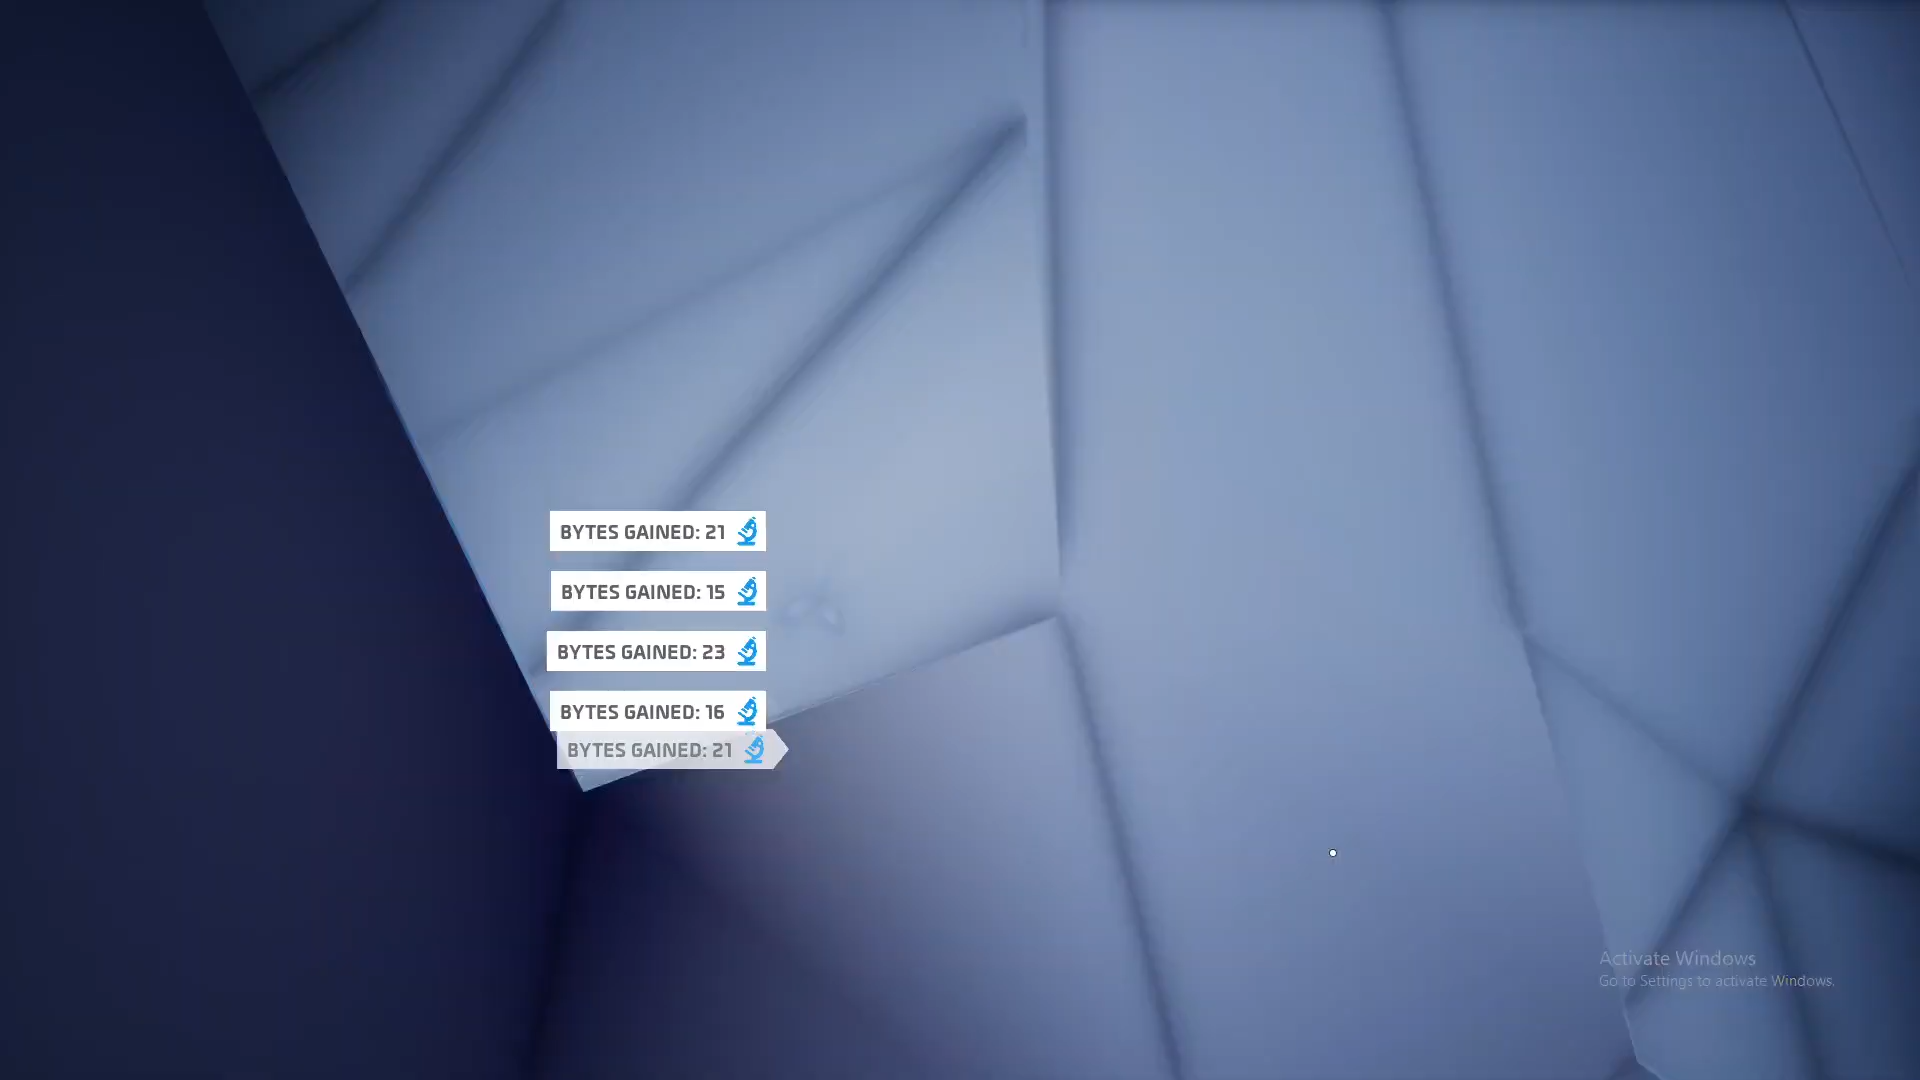 BYTES GAINED: 21
BYTES GAINED: 15
BYTES GAINED: 23
BYTES GAINED: 16
BYTES GAINED: 21
Activate Windows
Go to Settings to activate Windows.